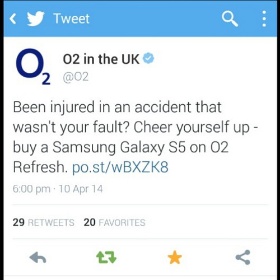 Tweet
O2
O2 in the UK
@O2
Been injured in an accident that
wasn't your fault? Cheer yourself up -
buy a Samsung Galaxy S5 on O2
Refresh. po.st/wBXZK8
6:00 pm · 10 Apr 14
29 RETWEETS 20 FAVORITES